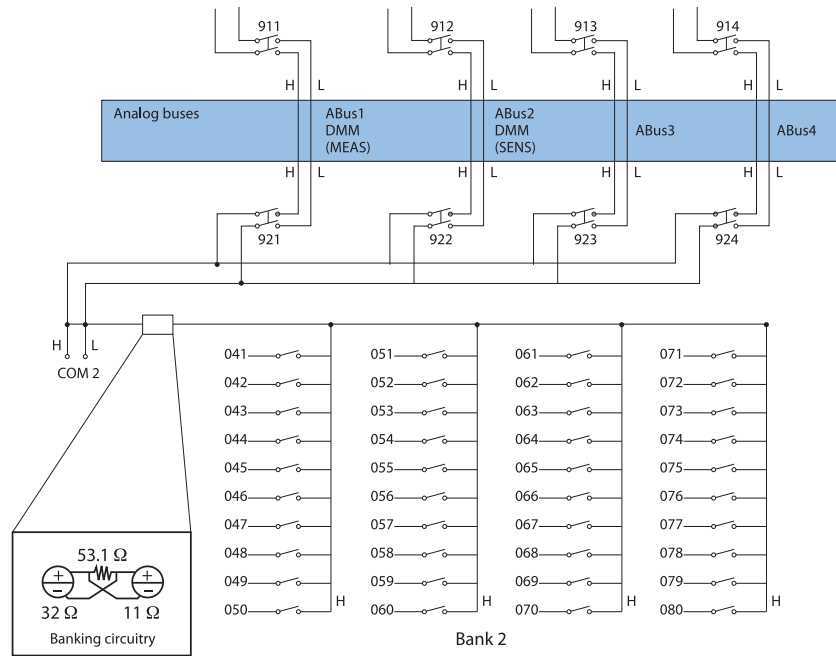 911 912 913 914
H L H L H L H L
Analog buses
ABus1
DMM
(MEAS)
ABus2
DMM
(SENS)
ABus3
ABus4
H L H L H L H L
921 922 923 924
H L
COM 2
041 051 061 071
042 052 062 072
043 053 063 073
044 054 064 074
045 055 065 075
046 056 066 076
047 057 067 077
048 058 068 078
049 059 069 079
H H H H
050 060 070 080
53.1 Ω
+ +
− −
32 Ω 11 Ω
Banking circuitry
Bank 2